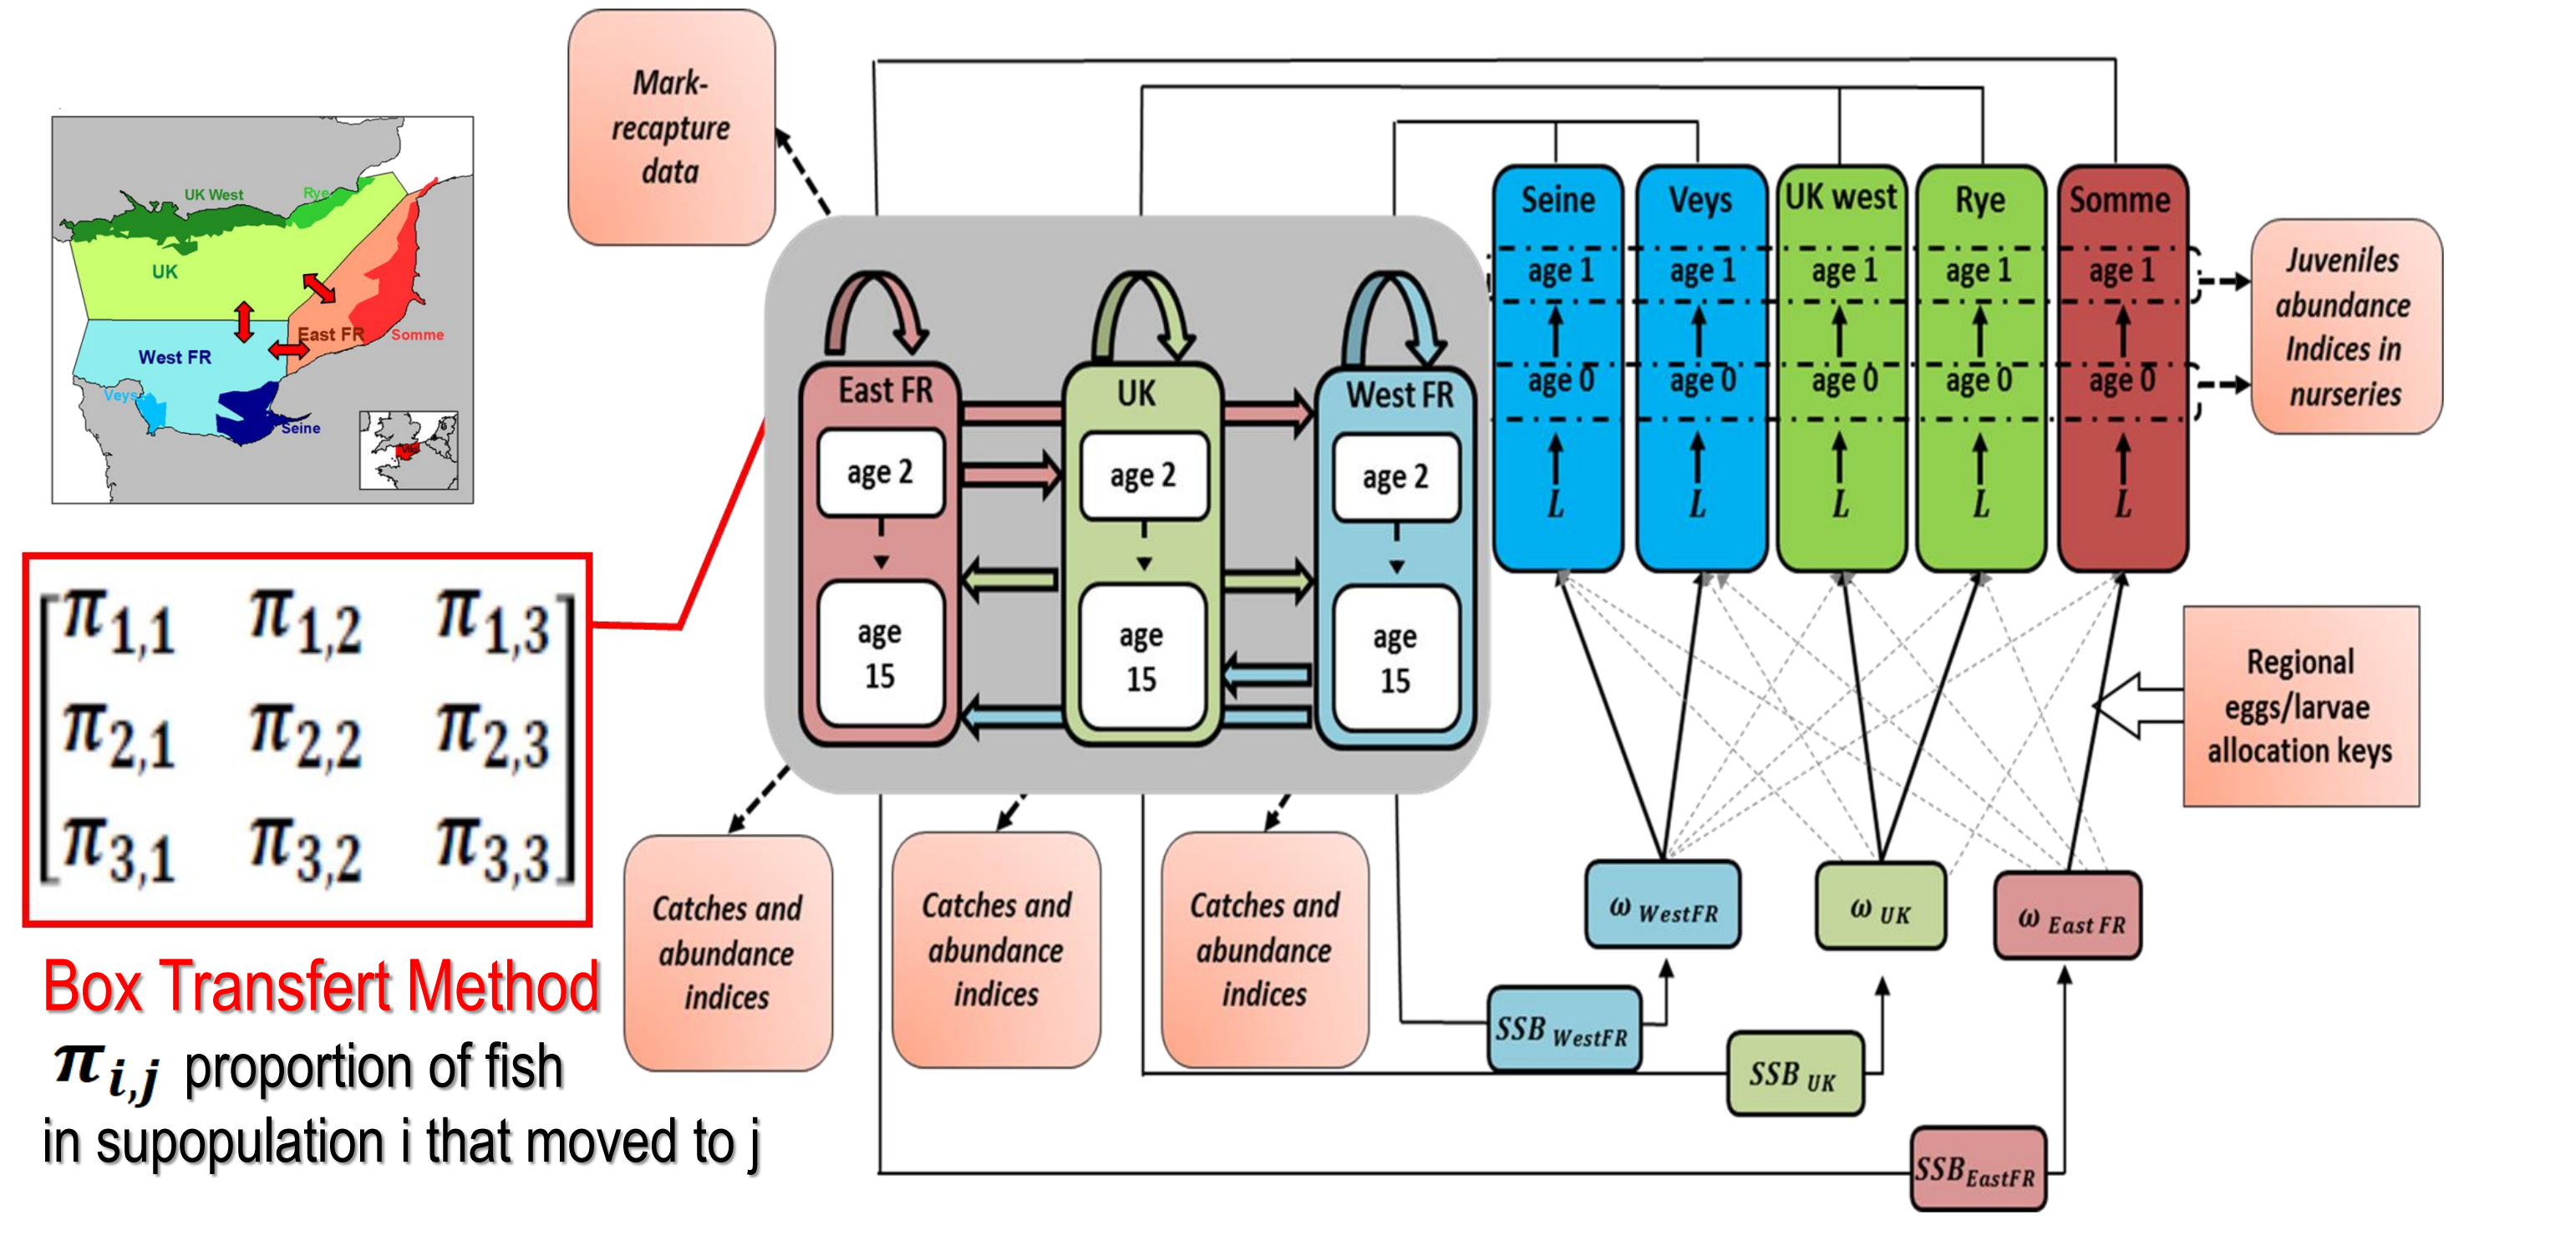 Mark-
recapture
data
UK West
Rye
UK
East FR
Somme
West FR
Veys
Seine
π1,1 π1,2 π1,3
π2,1 π2,2 π2,3
π3,1 π3,2 π3,3
Box Transfert Method
πi,j proportion of fish
in supopulation i that moved to j
East FR
age 2
age
15
UK
age 2
age
15
West FR
age 2
age
15
Seine
age 1
age 0
L
Veys
age 1
age 0
L
UK west
age 1
age 0
L
Rye
age 1
age 0
L
Somme
age 1
age 0
L
Juveniles
abundance
Indices in
nurseries
Regional
eggs/larvae
allocation keys
Catches and
abundance
indices
Catches and
abundance
indices
Catches and
abundance
indices
ω WestFR
ω UK
ω East FR
SSB WestFR
SSB UK
SSB EastFR